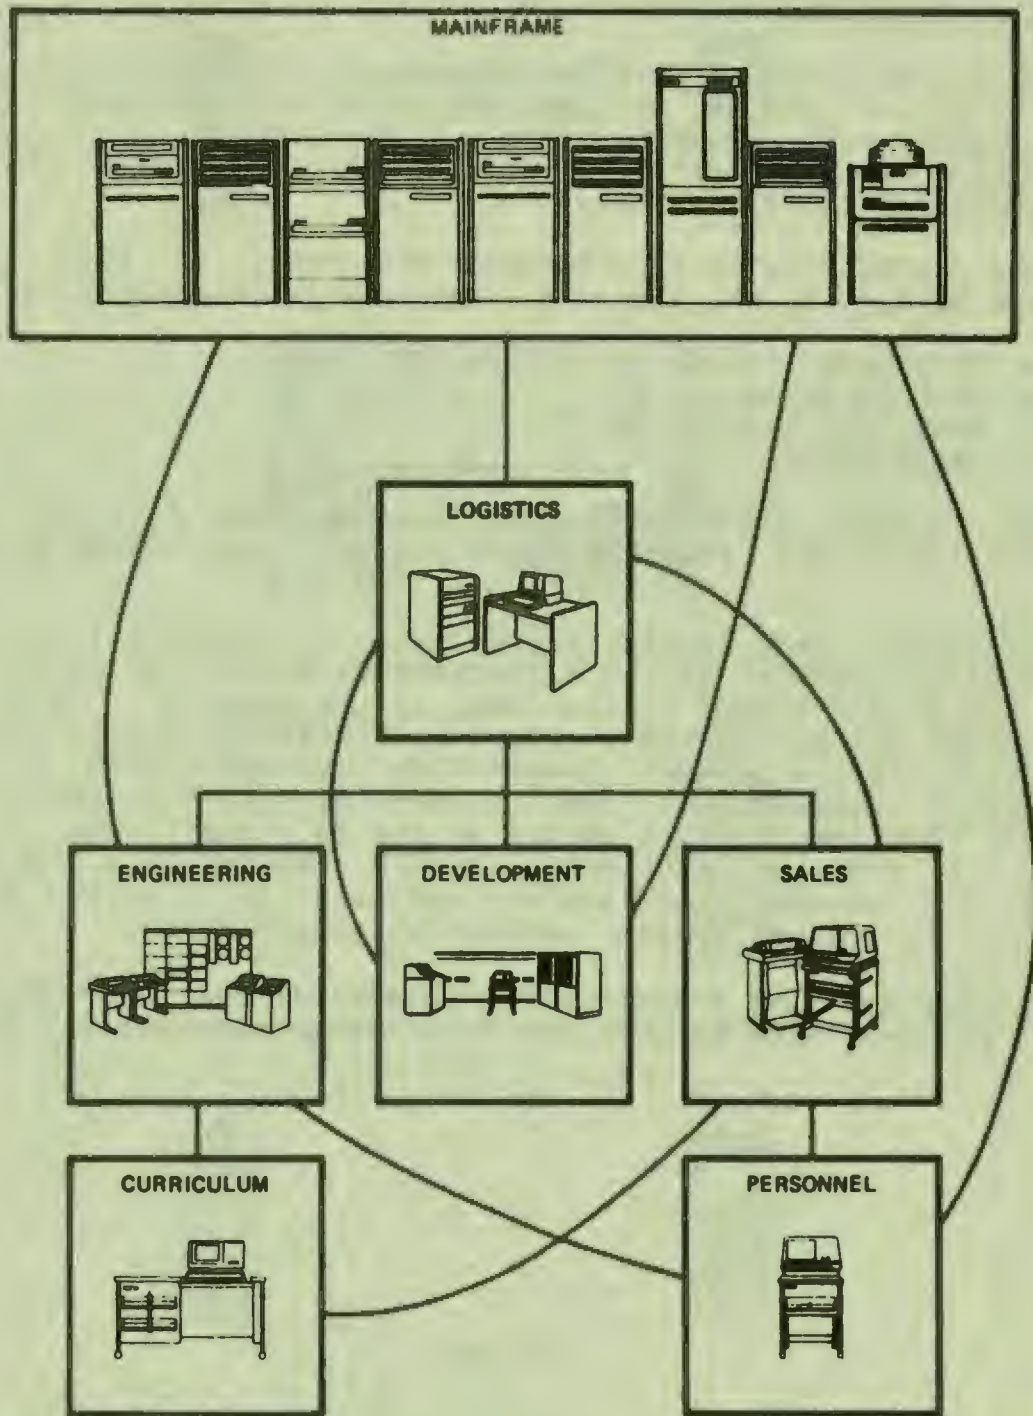 MAINFRAME
LOGISTICS
ENGINEERING
DEVELOPMENT
SALES
CURRICULUM
PERSONNEL